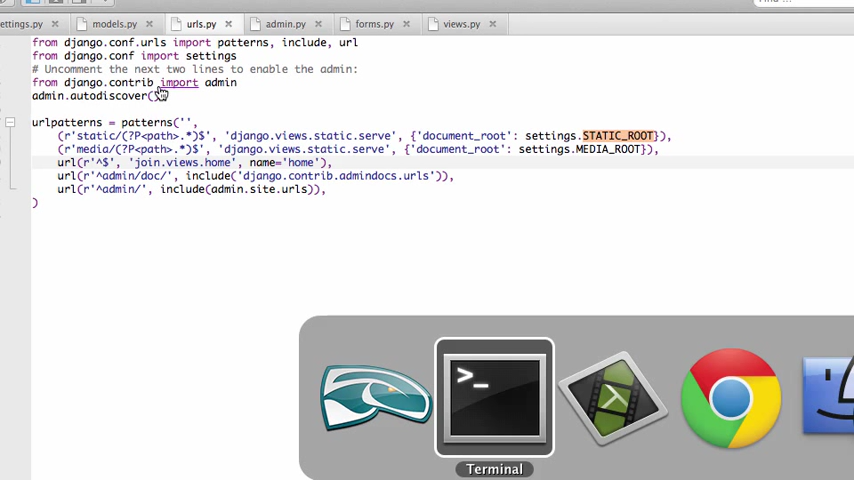 ettings.py models.py urls.py admin.py forms.py views.py
from django.conf.urls import patterns, include, url
from django.conf import settings
# Uncomment the next two lines to enable the admin:
from django.contrib import admin
admin.autodiscover()
urlpatterns = patterns('',
(r'static/(?P<path>.*)$', 'django.views.static.serve', {'document_root': settings.STATIC_ROOT}),
(r'media/(?P<path>.*)$', 'django.views.static.serve', {'document_root': settings.MEDIA_ROOT}),
url(r'^$', 'join.views.home', name='home'),
url(r'^admin/doc/', include('django.contrib.admindocs.urls')),
url(r'^admin/', include(admin.site.urls)),
)
>_
Terminal